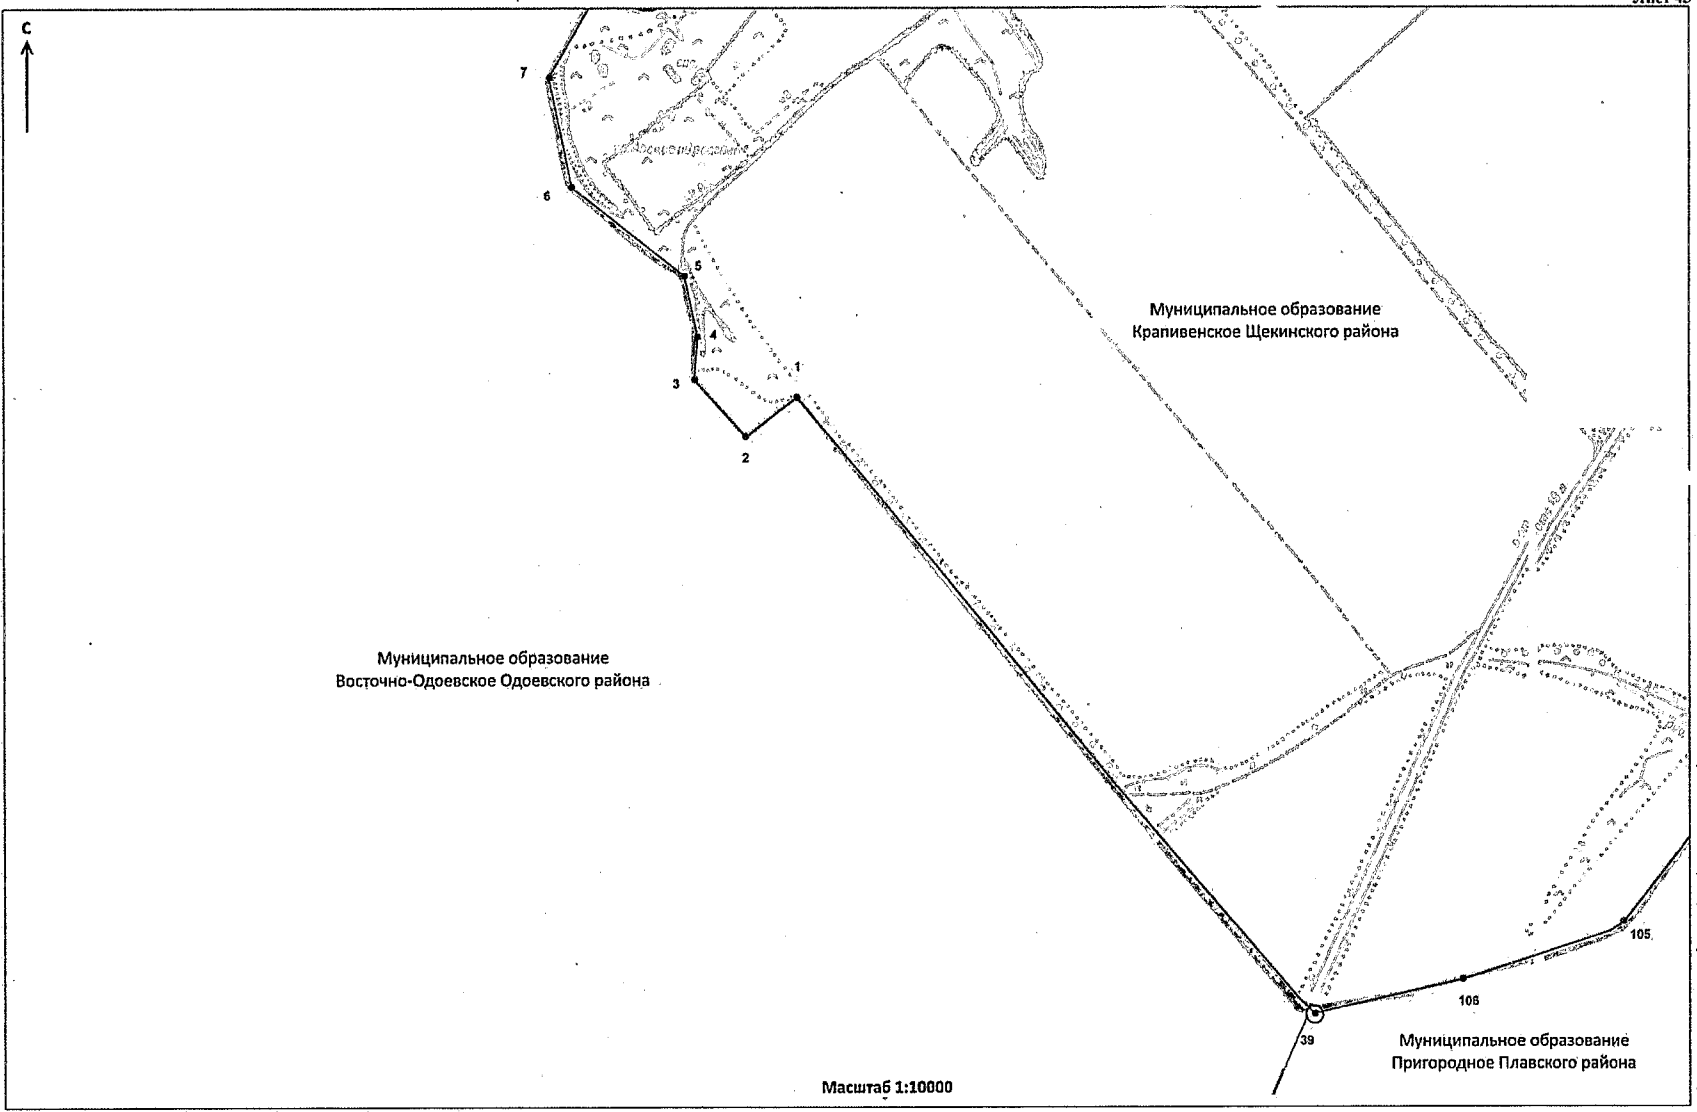 С
7
6
5
4
3
1
2
Муниципальное образование
Крапивенское Щекинского района
Муниципальное образование
Восточно-Одоевское Одоевского района
105
106
39
Муниципальное образование
Пригородное Плавского района
Масштаб 1:10000